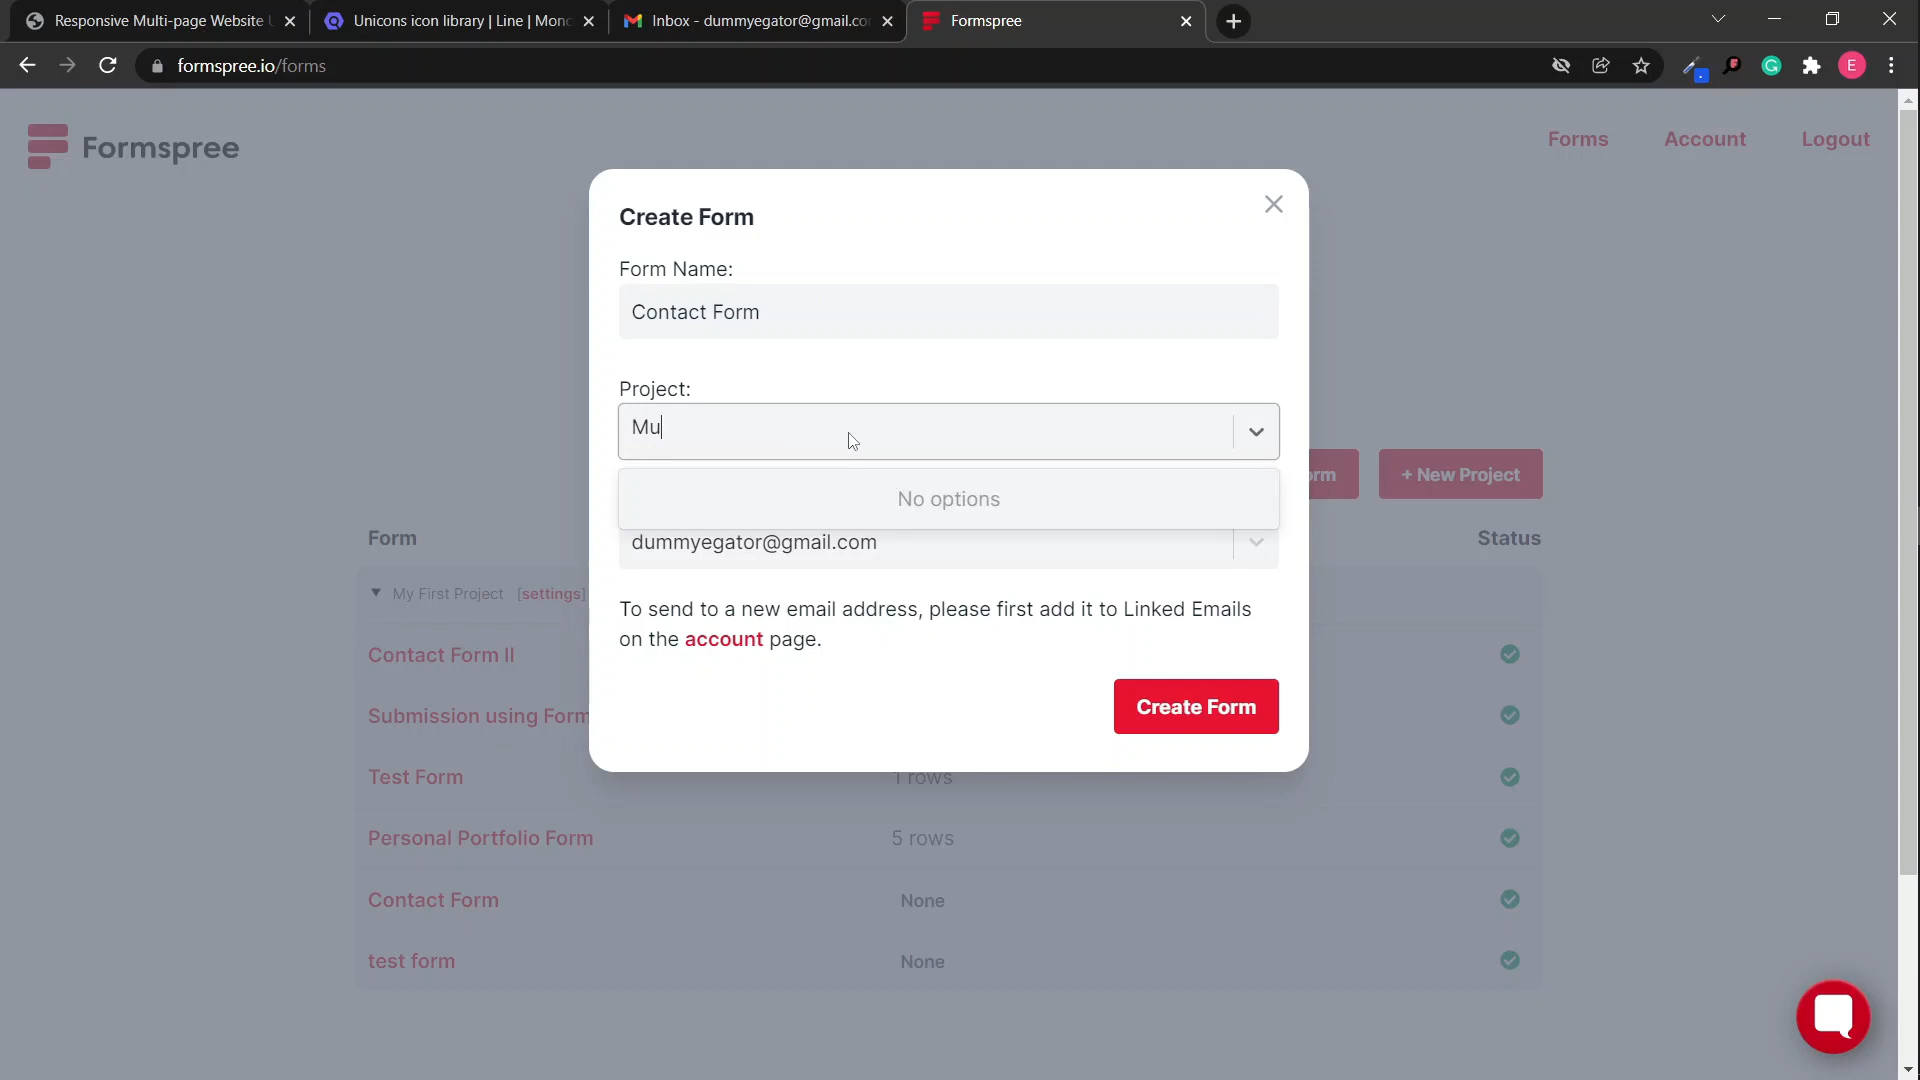 Responsive Multi-page Website
Unicons icon library | Line | Mono
Inbox - dummyegator@gmail.co
Formspree
formspree.io/forms
E
Formspree
Forms
Account
Logout
Create Form
Form Name:
Contact Form
Project:
Mu
No options
dummyegator@gmail.com
To send to a new email address, please first add it to Linked Emails
on the account page.
Create Form
orm
+ New Project
Form
Status
My First Project [settings]
Contact Form II
Submission using Form
Test Form
1 rows
Personal Portfolio Form
5 rows
Contact Form
None
test form
None